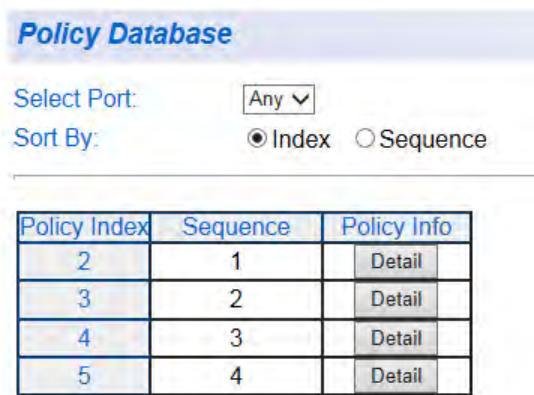 Policy Database
Select Port: Any
Sort By: Index Sequence
Policy Index Sequence Policy Info
2 1 Detail
3 2 Detail
4 3 Detail
5 4 Detail